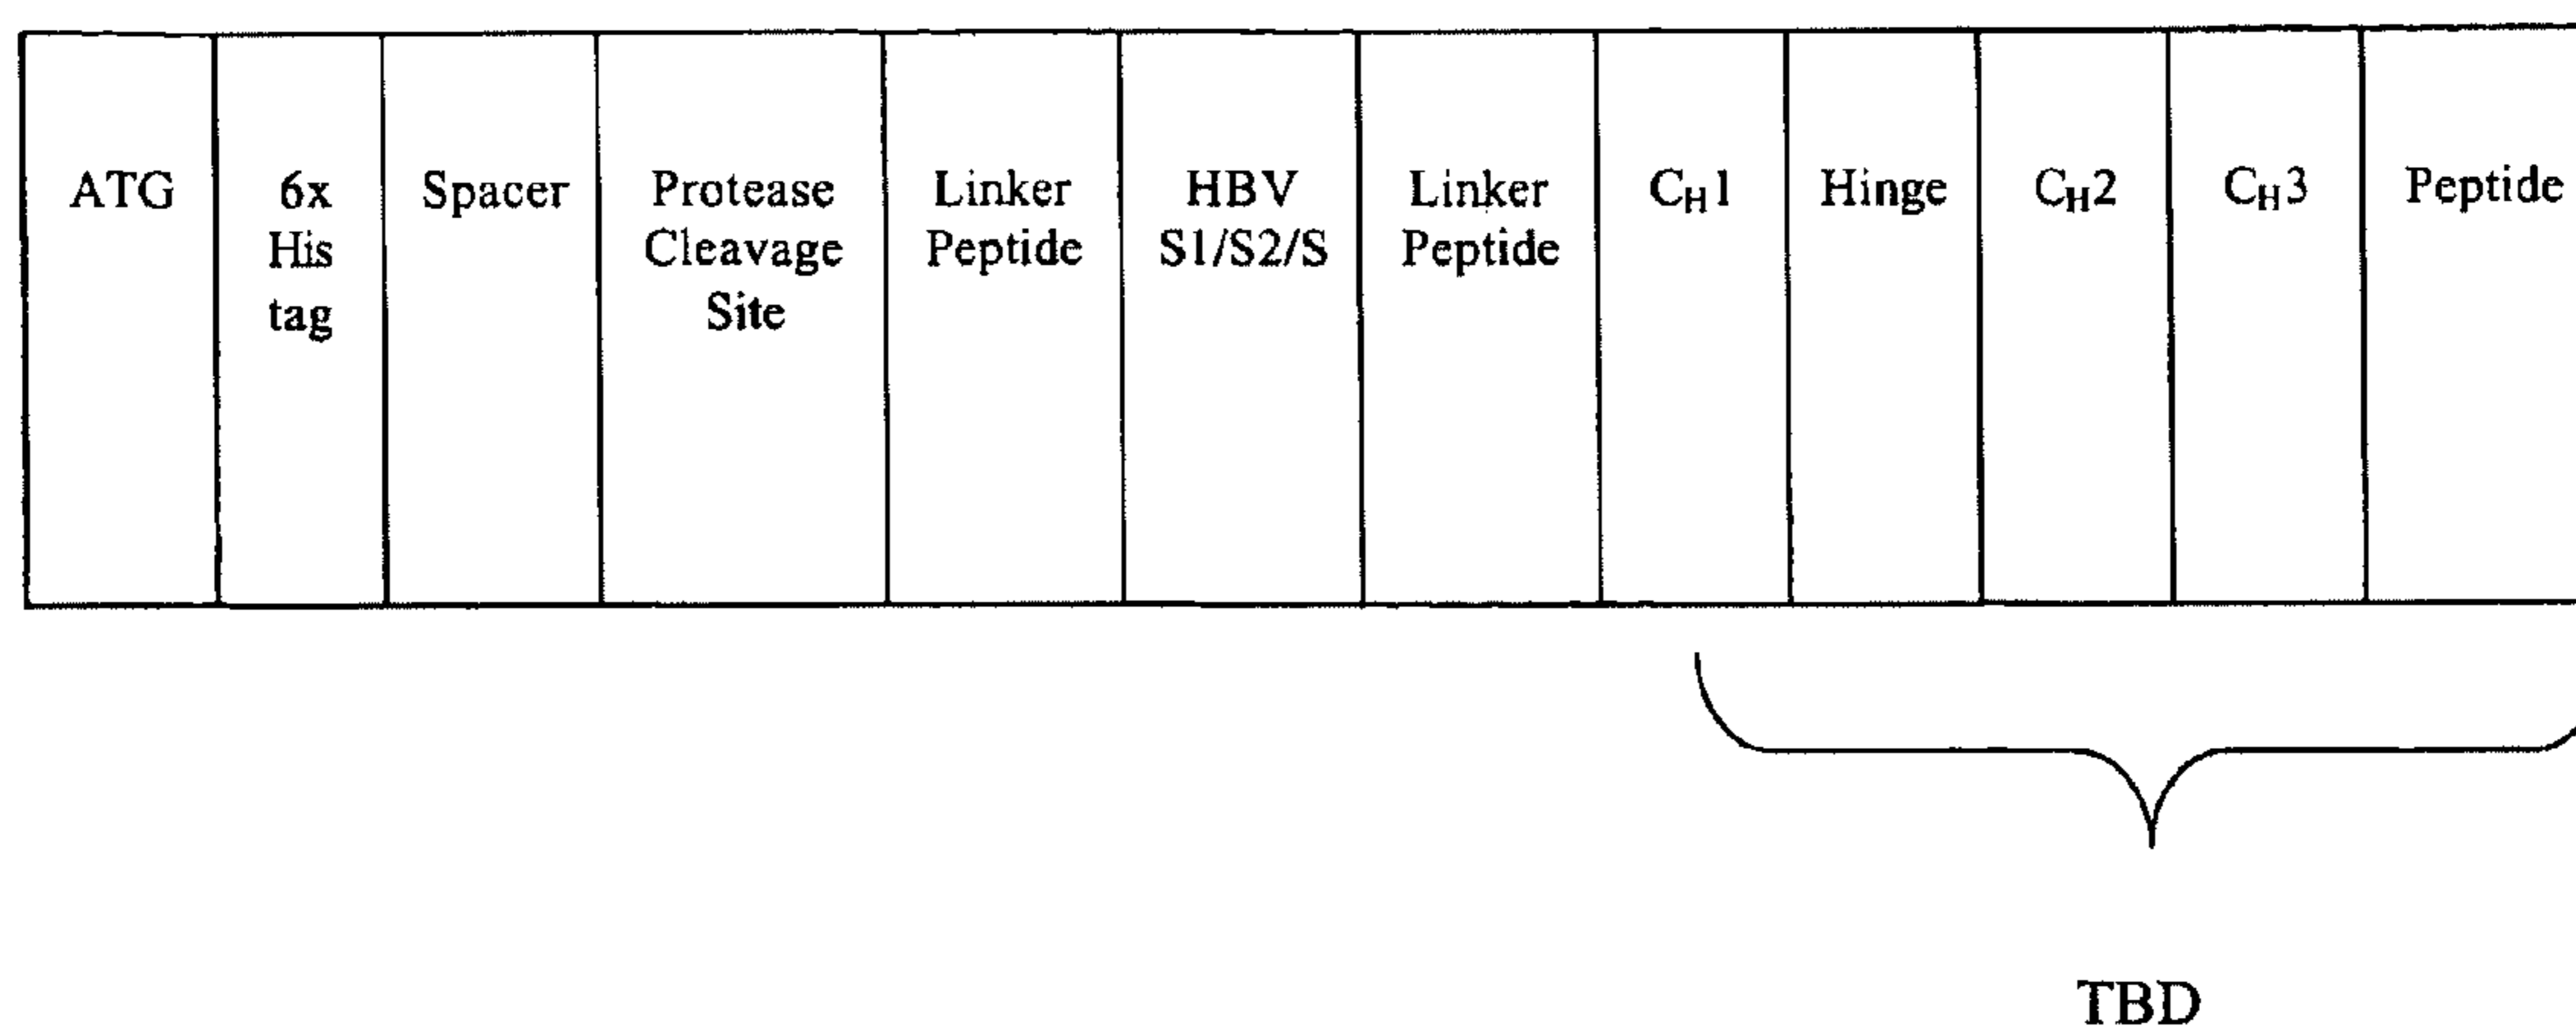 ATG
6x
His
tag
Spacer
Protease
Cleavage
Site
Linker
Peptide
HBV
S1/S2/S
Linker
Peptide
CH1
Hinge
CH2
CH3
Peptide
TBD